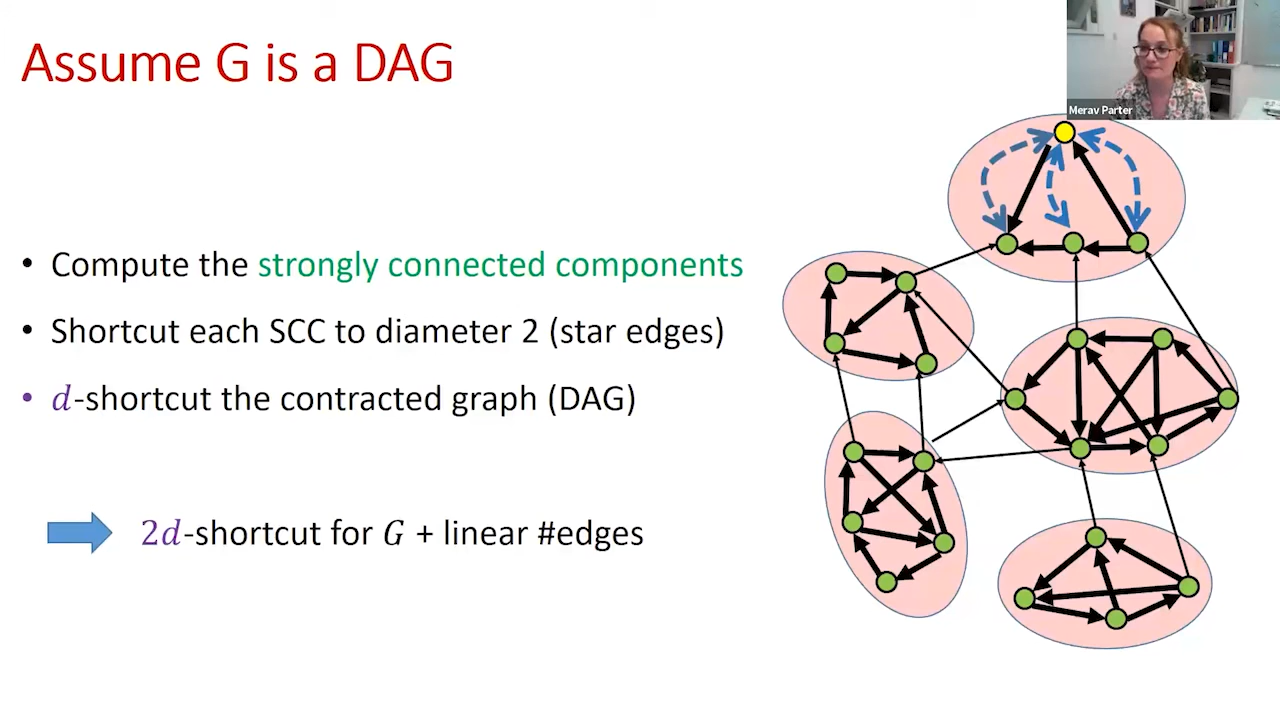 Assume G is a DAG
Merav Parter
• Compute the strongly connected components
• Shortcut each SCC to diameter 2 (star edges)
• d-shortcut the contracted graph (DAG)
2d-shortcut for G + linear #edges